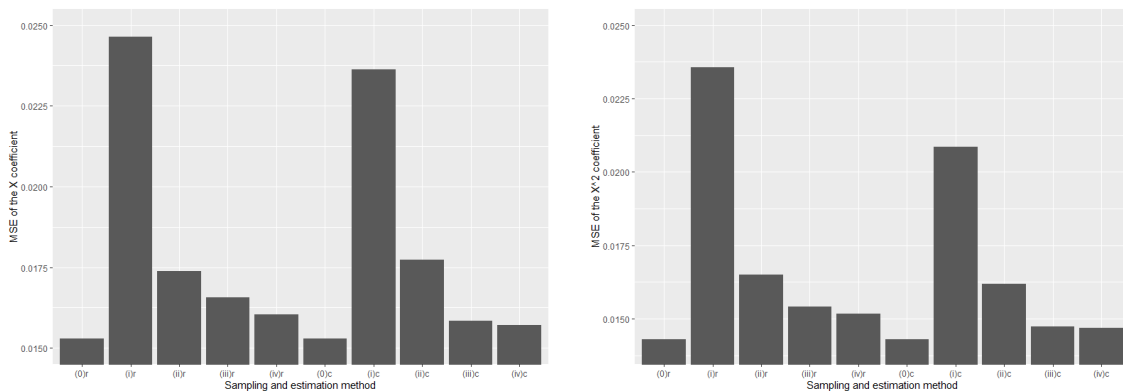 MSE of the X coefficient
0.0250
0.0225
0.0200
0.0175
0.0150
(0)r (i)r (ii)r (iii)r (iv)r (0)c (i)c (ii)c (iii)c (iv)c
Sampling and estimation method
MSE of the X^2 coefficient
0.0250
0.0225
0.0200
0.0175
0.0150
(0)r (i)r (ii)r (iii)r (iv)r (0)c (i)c (ii)c (iii)c (iv)c
Sampling and estimation method